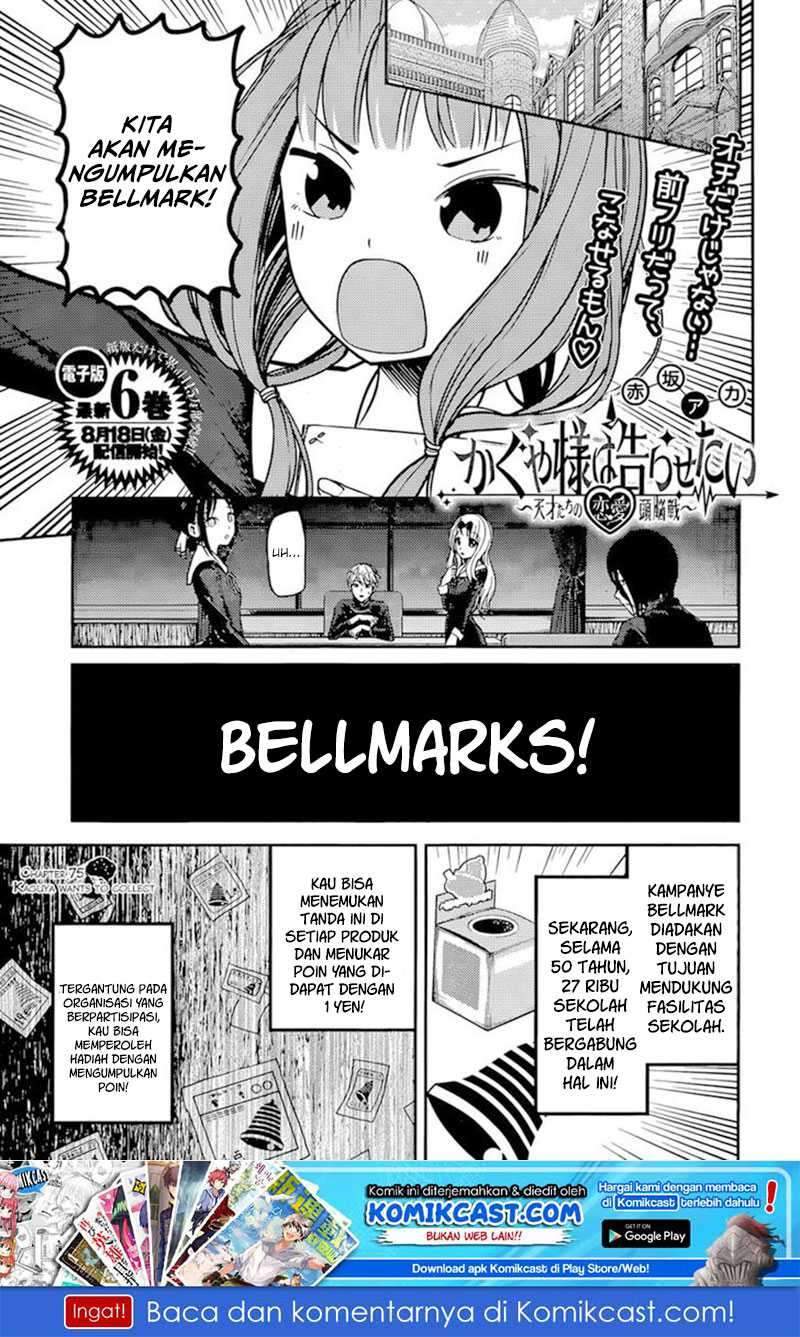 KITA
AKAN ME-
NGUMPULKAN
BELLMARK!
オチだけじゃない…
前フリだって、
こなせるもん♡
赤坂アカ
かぐや様は告らせたい
～天才たちの恋愛頭脳戦～
電子版
最新6巻
8月18日(金)
配信開始!
UH...
BELLMARKS!
KAMPANYE
BELLMARK
DIADAKAN
DENGAN
TUJUAN
MENDUKUNG
FASILITAS
SEKOLAH.
SEKARANG,
SELAMA
50 TAHUN,
27 RIBU
SEKOLAH
TELAH
BERGABUNG
DALAM
HAL INI!
KAU BISA
MENEMUKAN
TANDA INI DI
SETIAP PRODUK
DAN MENUKAR
POIN YANG DI-
DAPAT DENGAN
1 YEN!
CHAPTER 75
KAGUYA WANTS TO COLLECT
TERGANTUNG PADA
ORGANISASI YANG
BERPARTISIPASI,
KAU BISA
MEMPEROLEH
HADIAH DENGAN
MENGUMPULKAN
POIN!
Komik ini diterjemahkan & diedit oleh
KOMIKCAST.COM
BUKAN WEB LAIN!!
Hargai kami dengan membaca
di Komikcast terlebih dahulu !
GET IT ON
Google Play
Download apk Komikcast di Play Store/Web!
Ingat! Baca dan komentarnya di Komikcast.com!